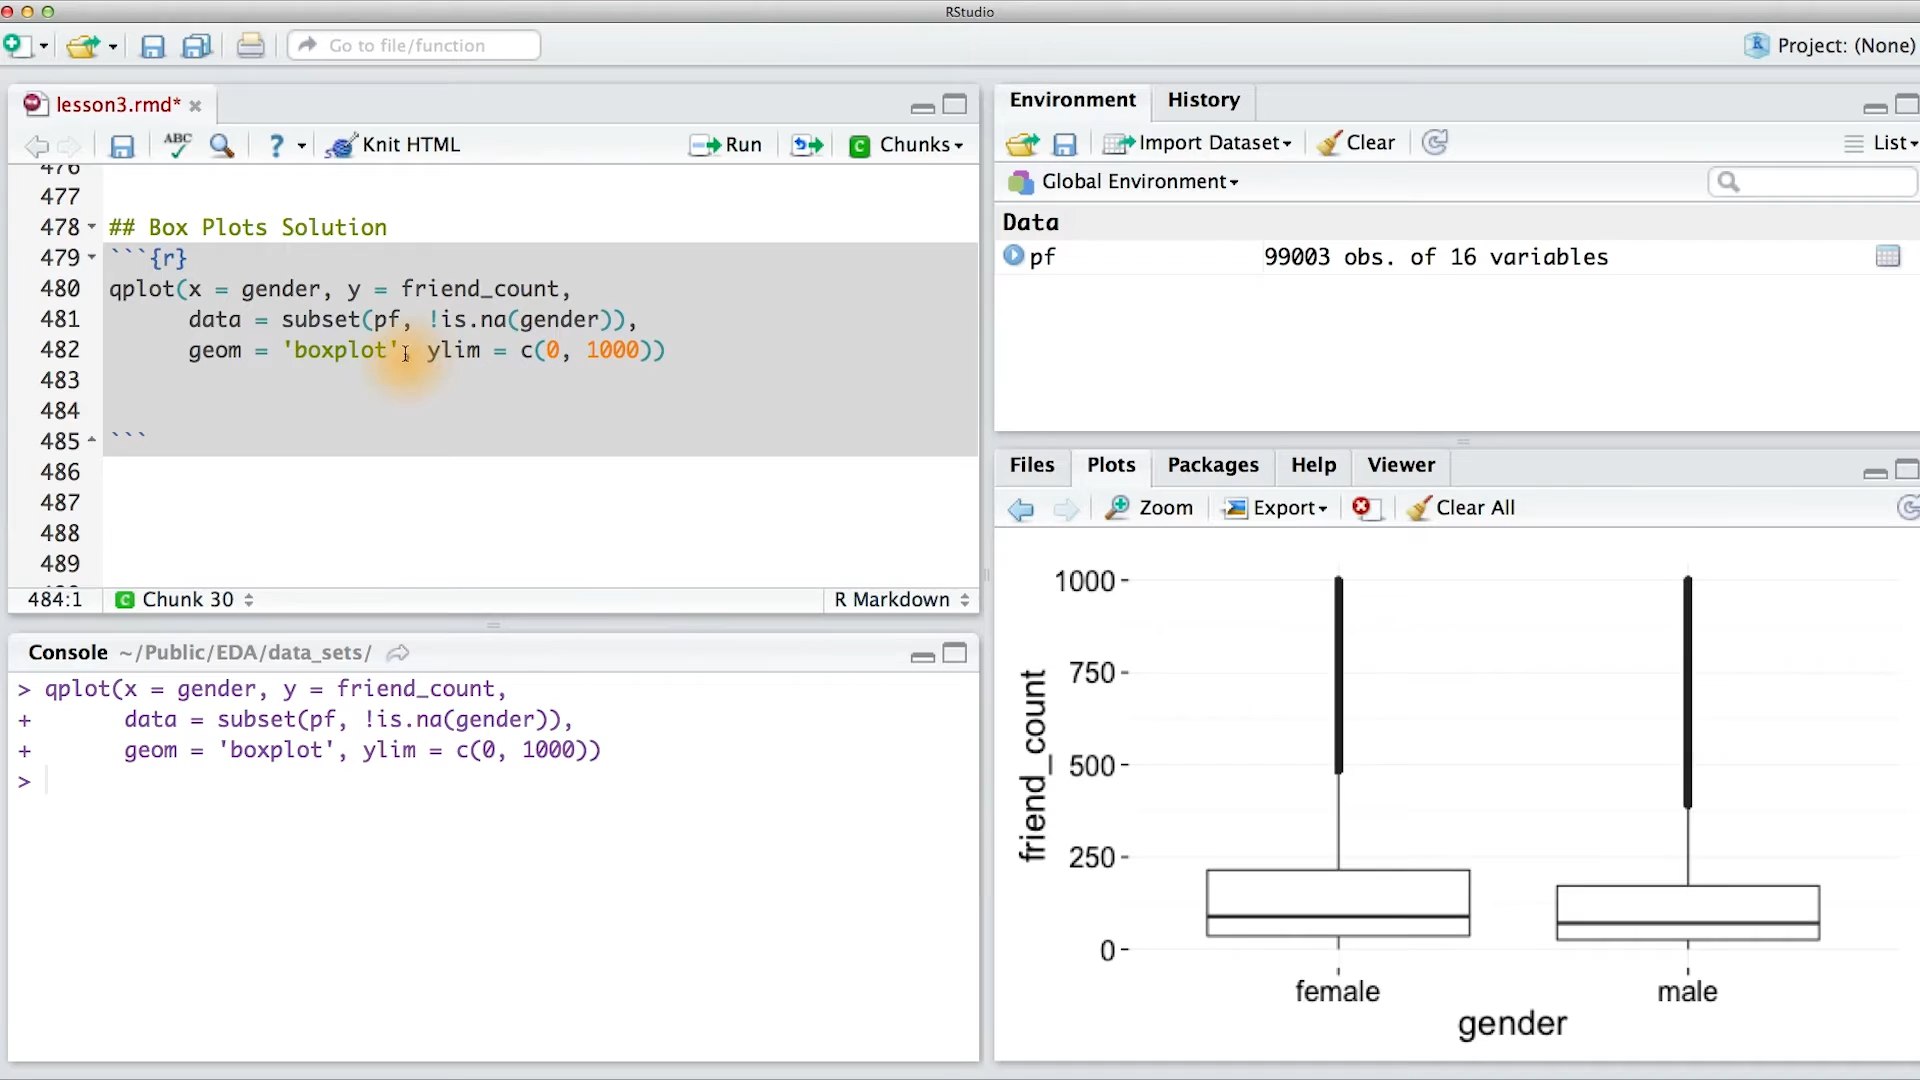 RStudio
Go to file/function
Project: (None)
lesson3.rmd*
ABC
?
Knit HTML
Run
Chunks
476
477
478 ## Box Plots Solution
479 ```{r}
480 qplot(x = gender, y = friend_count,
481 data = subset(pf, !is.na(gender)),
482 geom = 'boxplot', ylim = c(0, 1000))
483
484
485 ```
486
487
488
489
484:1 Chunk 30 R Markdown
Console ~/Public/EDA/data_sets/
> qplot(x = gender, y = friend_count,
+ data = subset(pf, !is.na(gender)),
+ geom = 'boxplot', ylim = c(0, 1000))
>
Environment History
Import Dataset Clear List
Global Environment
Data
pf 99003 obs. of 16 variables
Files Plots Packages Help Viewer
Zoom Export Clear All
1000
750
500
250
0
friend_count
female male
gender